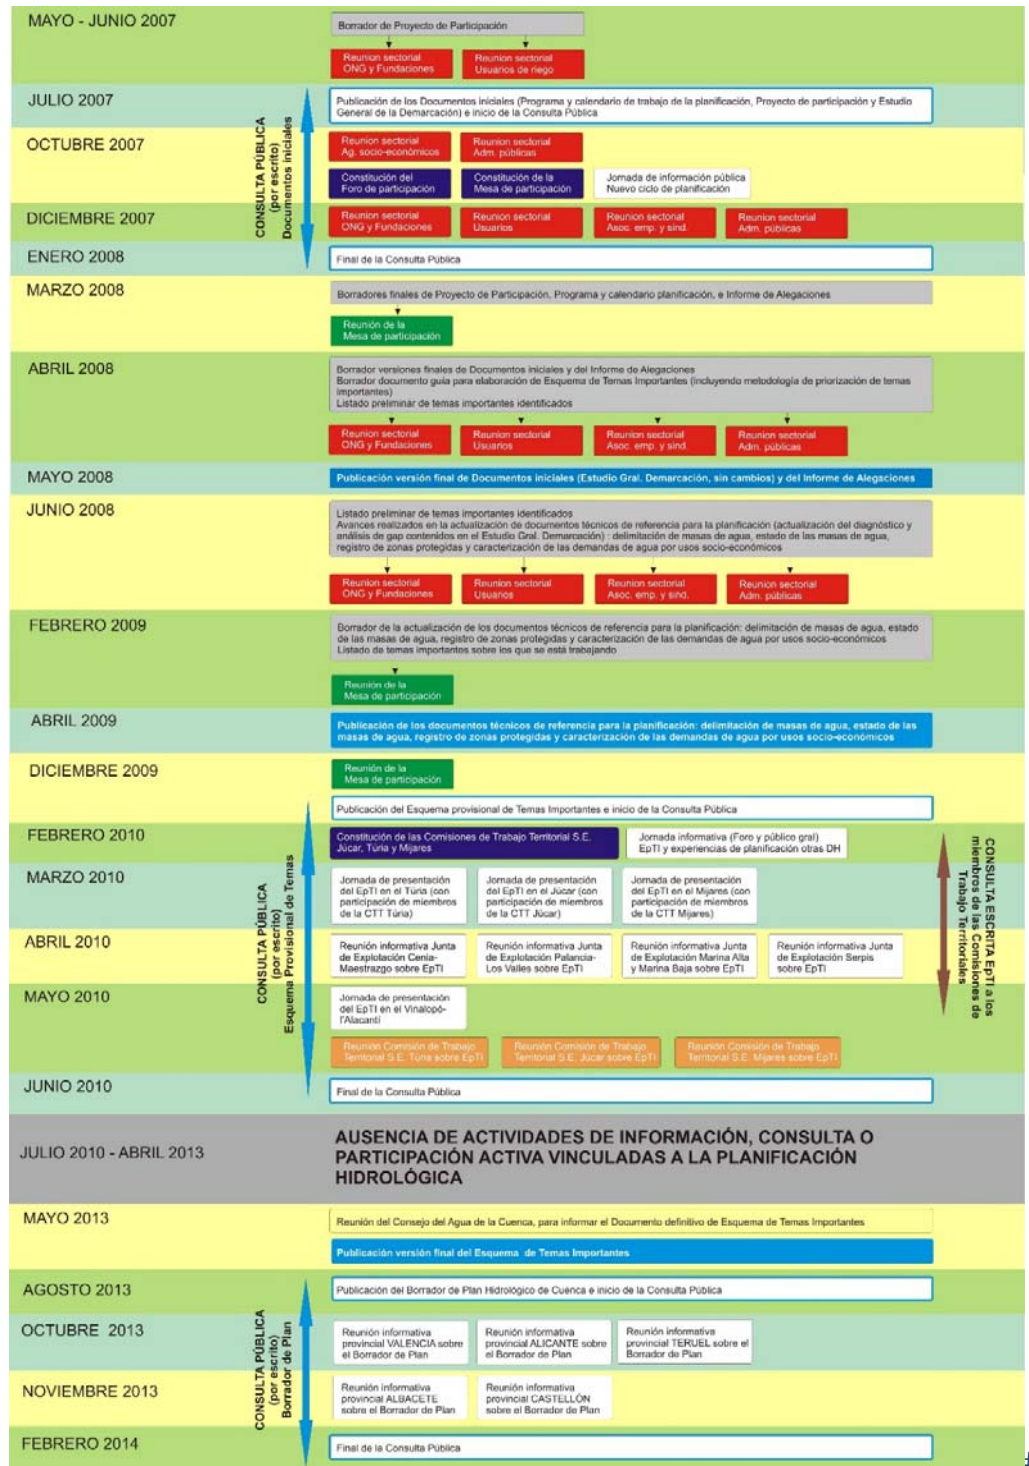 MAYO - JUNIO 2007
Borrador de Proyecto de Participación
Reunion sectorial
ONG y Fundaciones
Reunion sectorial
Usuarios de riego
JULIO 2007
Publicación de los Documentos iniciales (Programa y calendario de trabajo de la planificación, Proyecto de participación y Estudio
General de la Demarcación) e inicio de la Consulta Pública
CONSULTA PÚBLICA
(por escrito)
Documentos iniciales
OCTUBRE 2007
Reunion sectorial
Ag. socio-económicos
Reunion sectorial
Adm. públicas
Constitución del
Foro de participación
Constitución de la
Mesa de participación
Jornada de información pública
Nuevo ciclo de planificación
DICIEMBRE 2007
Reunion sectorial
ONG y Fundaciones
Reunion sectorial
Usuarios
Reunion sectorial
Asoc. emp. y sind.
Reunion sectorial
Adm. públicas
ENERO 2008
Final de la Consulta Pública
MARZO 2008
Borradores finales de Proyecto de Participación, Programa y calendario planificación, e Informe de Alegaciones
Reunión de la
Mesa de participación
ABRIL 2008
Borrador versiones finales de Documentos iniciales y del Informe de Alegaciones
Borrador documento guía para elaboración de Esquema de Temas Importantes (incluyendo metodología de priorización de temas
importantes)
Listado preliminar de temas importantes identificados
Reunion sectorial
ONG y Fundaciones
Reunion sectorial
Usuarios
Reunion sectorial
Asoc. emp. y sind.
Reunion sectorial
Adm. públicas
MAYO 2008
Publicación versión final de Documentos iniciales (Estudio Gral. Demarcación, sin cambios) y del Informe de Alegaciones
JUNIO 2008
Listado preliminar de temas importantes identificados
Avances realizados en la actualización de documentos técnicos de referencia para la planificación (actualización del diagnóstico y
análisis de gap contenidos en el Estudio Gral. Demarcación) : delimitación de masas de agua, estado de las masas de agua,
registro de zonas protegidas y caracterización de las demandas de agua por usos socio-económicos
Reunion sectorial
ONG y Fundaciones
Reunion sectorial
Usuarios
Reunion sectorial
Asoc. emp. y sind.
Reunion sectorial
Adm. públicas
FEBRERO 2009
Borrador de la actualización de los documentos técnicos de referencia para la planificación: delimitación de masas de agua, estado
de las masas de agua, registro de zonas protegidas y caracterización de las demandas de agua por usos socio-económicos
Listado de temas importantes sobre los que se está trabajando
Reunión de la
Mesa de participación
ABRIL 2009
Publicación de los documentos técnicos de referencia para la planificación: delimitación de masas de agua, estado de las
masas de agua, registro de zonas protegidas y caracterización de las demandas de agua por usos socio-económicos
DICIEMBRE 2009
Reunión de la
Mesa de participación
Publicación del Esquema provisional de Temas Importantes e inicio de la Consulta Pública
CONSULTA PÚBLICA
(por escrito)
Esquema Provisional de Temas
FEBRERO 2010
Constitución de las Comisiones de Trabajo Territorial S.E.
Júcar, Túria y Mijares
Jornada informativa (Foro y público gral)
EpTI y experiencias de planificación otras DH
CONSULTA ESCRITA EpTI a los
miembros de las Comisiones de
Trabajo Territoriales
MARZO 2010
Jornada de presentación
del EpTI en el Túria (con
participación de miembros
de la CTT Túria)
Jornada de presentación
del EpTI en el Júcar (con
participación de miembros
de la CTT Júcar)
Jornada de presentación
del EpTI en el Mijares (con
participación de miembros
de la CTT Mijares)
ABRIL 2010
Reunión informativa Junta
de Explotación Cenia-
Maestrazgo sobre EpTI
Reunión informativa Junta
de Explotación Palancia-
Los Valles sobre EpTI
Reunión informativa Junta
de Explotación Marina Alta
y Marina Baja sobre EpTI
Reunión informativa Junta
de Explotación Serpis
sobre EpTI
MAYO 2010
Jornada de presentación
del EpTI en el Vinalopó-
l'Alacantí
Reunión Comisión de Trabajo
Territorial S.E. Túria sobre EpTI
Reunión Comisión de Trabajo
Territorial S.E. Júcar sobre EpTI
Reunión Comisión de Trabajo
Territorial S.E. Mijares sobre EpTI
JUNIO 2010
Final de la Consulta Pública
JULIO 2010 - ABRIL 2013
AUSENCIA DE ACTIVIDADES DE INFORMACIÓN, CONSULTA O
PARTICIPACIÓN ACTIVA VINCULADAS A LA PLANIFICACIÓN
HIDROLÓGICA
MAYO 2013
Reunión del Consejo del Agua de la Cuenca, para informar el Documento definitivo de Esquema de Temas Importantes
Publicación versión final del Esquema de Temas Importantes
AGOSTO 2013
Publicación del Borrador de Plan Hidrológico de Cuenca e inicio de la Consulta Pública
CONSULTA PÚBLICA
(por escrito)
Borrador de Plan
OCTUBRE 2013
Reunión informativa
provincial VALENCIA sobre
el Borrador de Plan
Reunión informativa
provincial ALICANTE sobre
el Borrador de Plan
Reunión informativa
provincial TERUEL sobre el
Borrador de Plan
NOVIEMBRE 2013
Reunión informativa
provincial ALBACETE
sobre el Borrador de Plan
Reunión informativa
provincial CASTELLÓN
sobre el Borrador de Plan
FEBRERO 2014
Final de la Consulta Pública